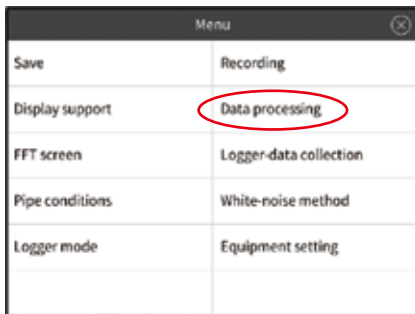 Menu
Save
Recording
Display support
Data processing
FFT screen
Logger-data collection
Pipe conditions
White-noise method
Logger mode
Equipment setting